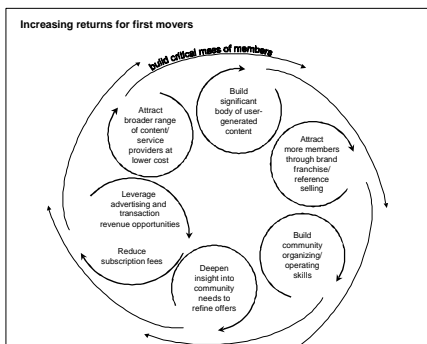 Increasing returns for first movers
build critical mass of members
Build
significant
body of user-
generated
content
Attract
more members
through brand
franchise/
reference
selling
Build
community
organizing/
operating
skills
Deepen
insight into
community
needs to
refine offers
Leverage
advertising and
transaction
revenue opportunities
Reduce
subscription fees
Attract
broader range
of content/
service
providers at
lower cost